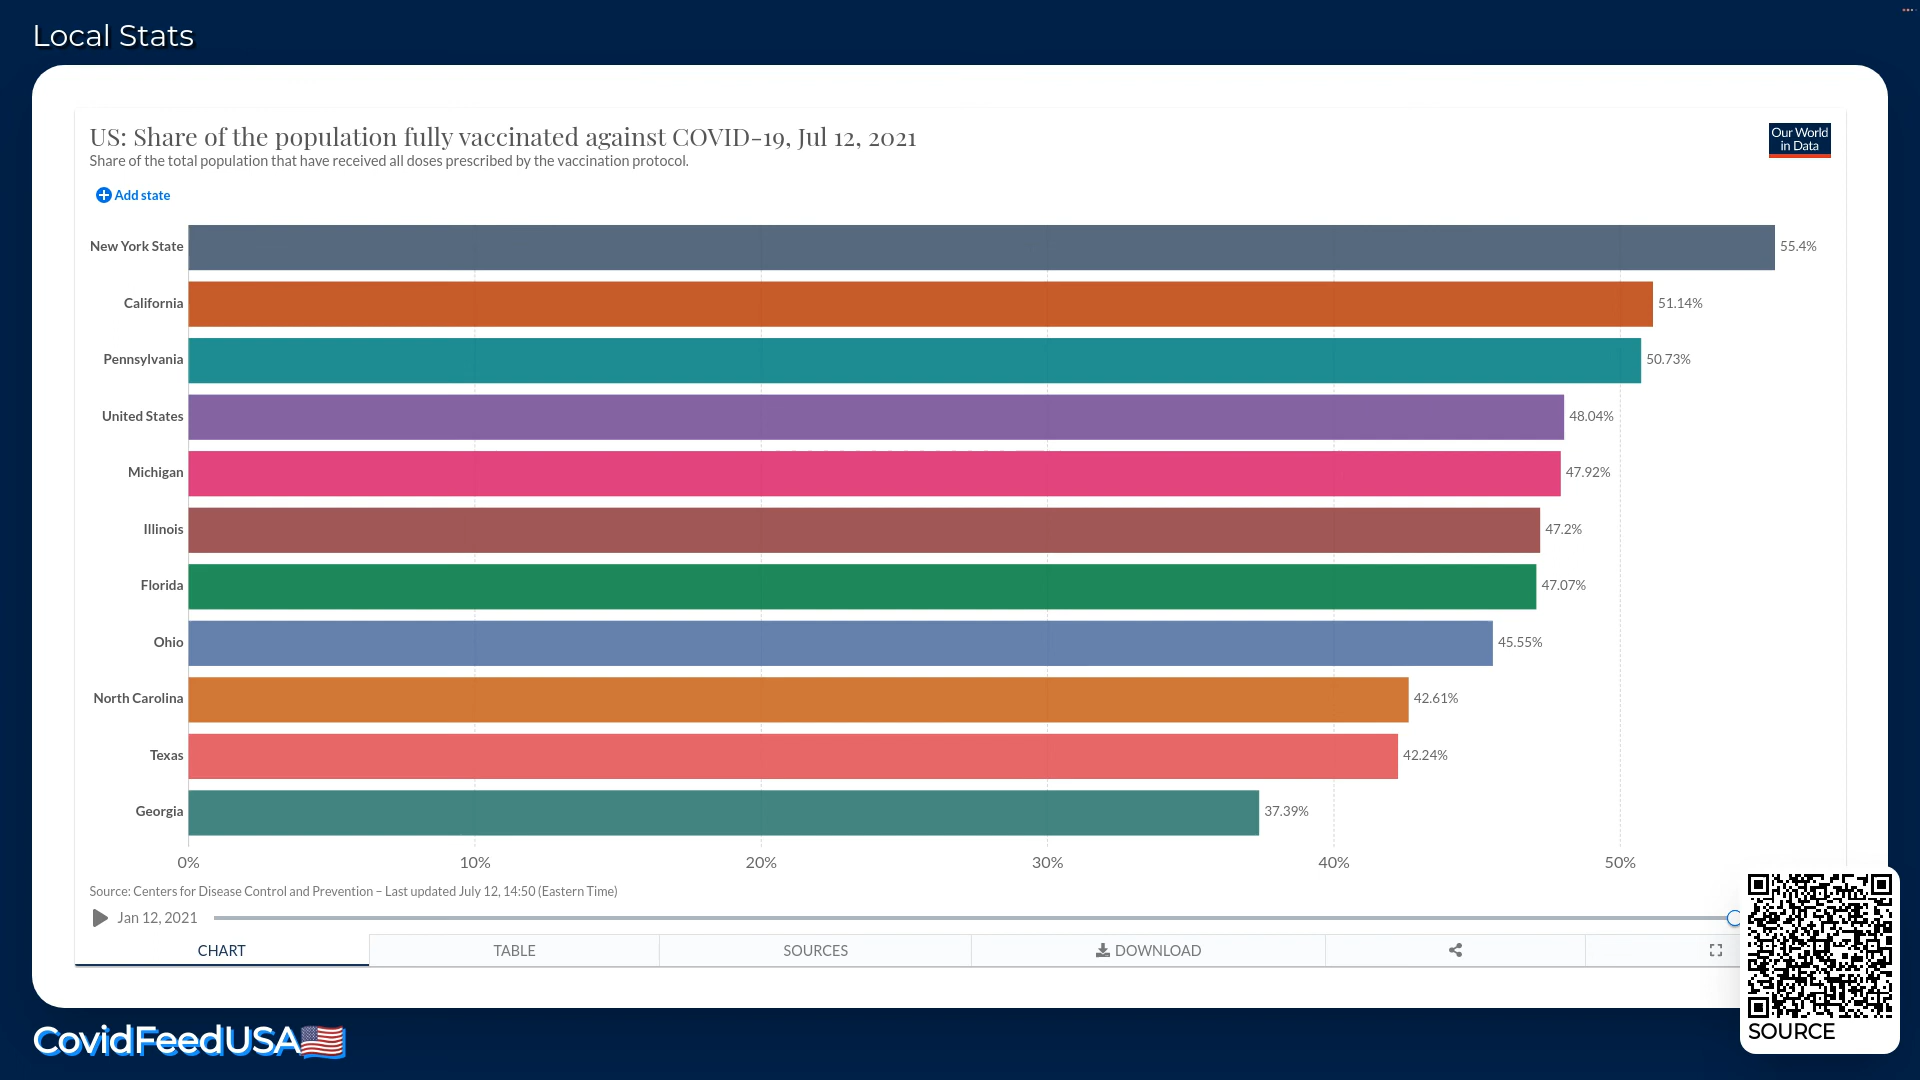 Local Stats
US: Share of the population fully vaccinated against COVID-19, Jul 12, 2021
Share of the total population that have received all doses prescribed by the vaccination protocol.
Our World
in Data
Add state
New York State 55.4%
California 51.14%
Pennsylvania 50.73%
United States 48.04%
Michigan 47.92%
Illinois 47.2%
Florida 47.07%
Ohio 45.55%
North Carolina 42.61%
Texas 42.24%
Georgia 37.39%
0% 10% 20% 30% 40% 50%
Source: Centers for Disease Control and Prevention – Last updated July 12, 14:50 (Eastern Time)
Jan 12, 2021
CHART TABLE SOURCES DOWNLOAD
CovidFeedUSA
SOURCE